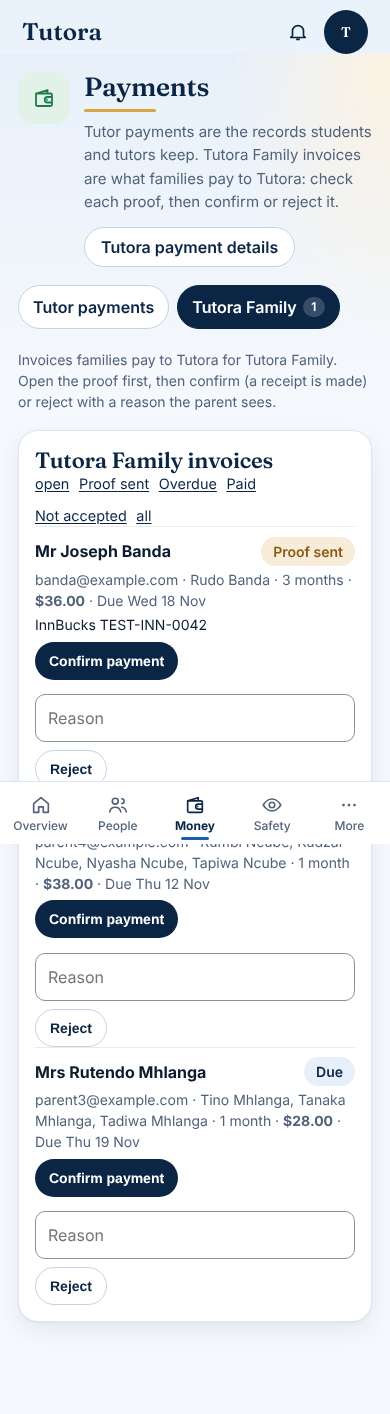 Tutora
T
Payments
Tutor payments are the records students
and tutors keep. Tutora Family invoices
are what families pay to Tutora: check
each proof, then confirm or reject it.
Tutora payment details
Tutor payments
Tutora Family 1
Invoices families pay to Tutora for Tutora Family.
Open the proof first, then confirm (a receipt is made)
or reject with a reason the parent sees.
Tutora Family invoices
open Proof sent Overdue Paid
Not accepted all
Mr Joseph Banda
Proof sent
banda@example.com · Rudo Banda · 3 months ·
$36.00 · Due Wed 18 Nov
InnBucks TEST-INN-0042
Confirm payment
Reason
Reject
Overview People Money Safety More
Ncube, Nyasha Ncube, Tapiwa Ncube · 1 month
· $38.00 · Due Thu 12 Nov
Confirm payment
Reason
Reject
Mrs Rutendo Mhlanga
Due
parent3@example.com · Tino Mhlanga, Tanaka
Mhlanga, Tadiwa Mhlanga · 1 month · $28.00 ·
Due Thu 19 Nov
Confirm payment
Reason
Reject